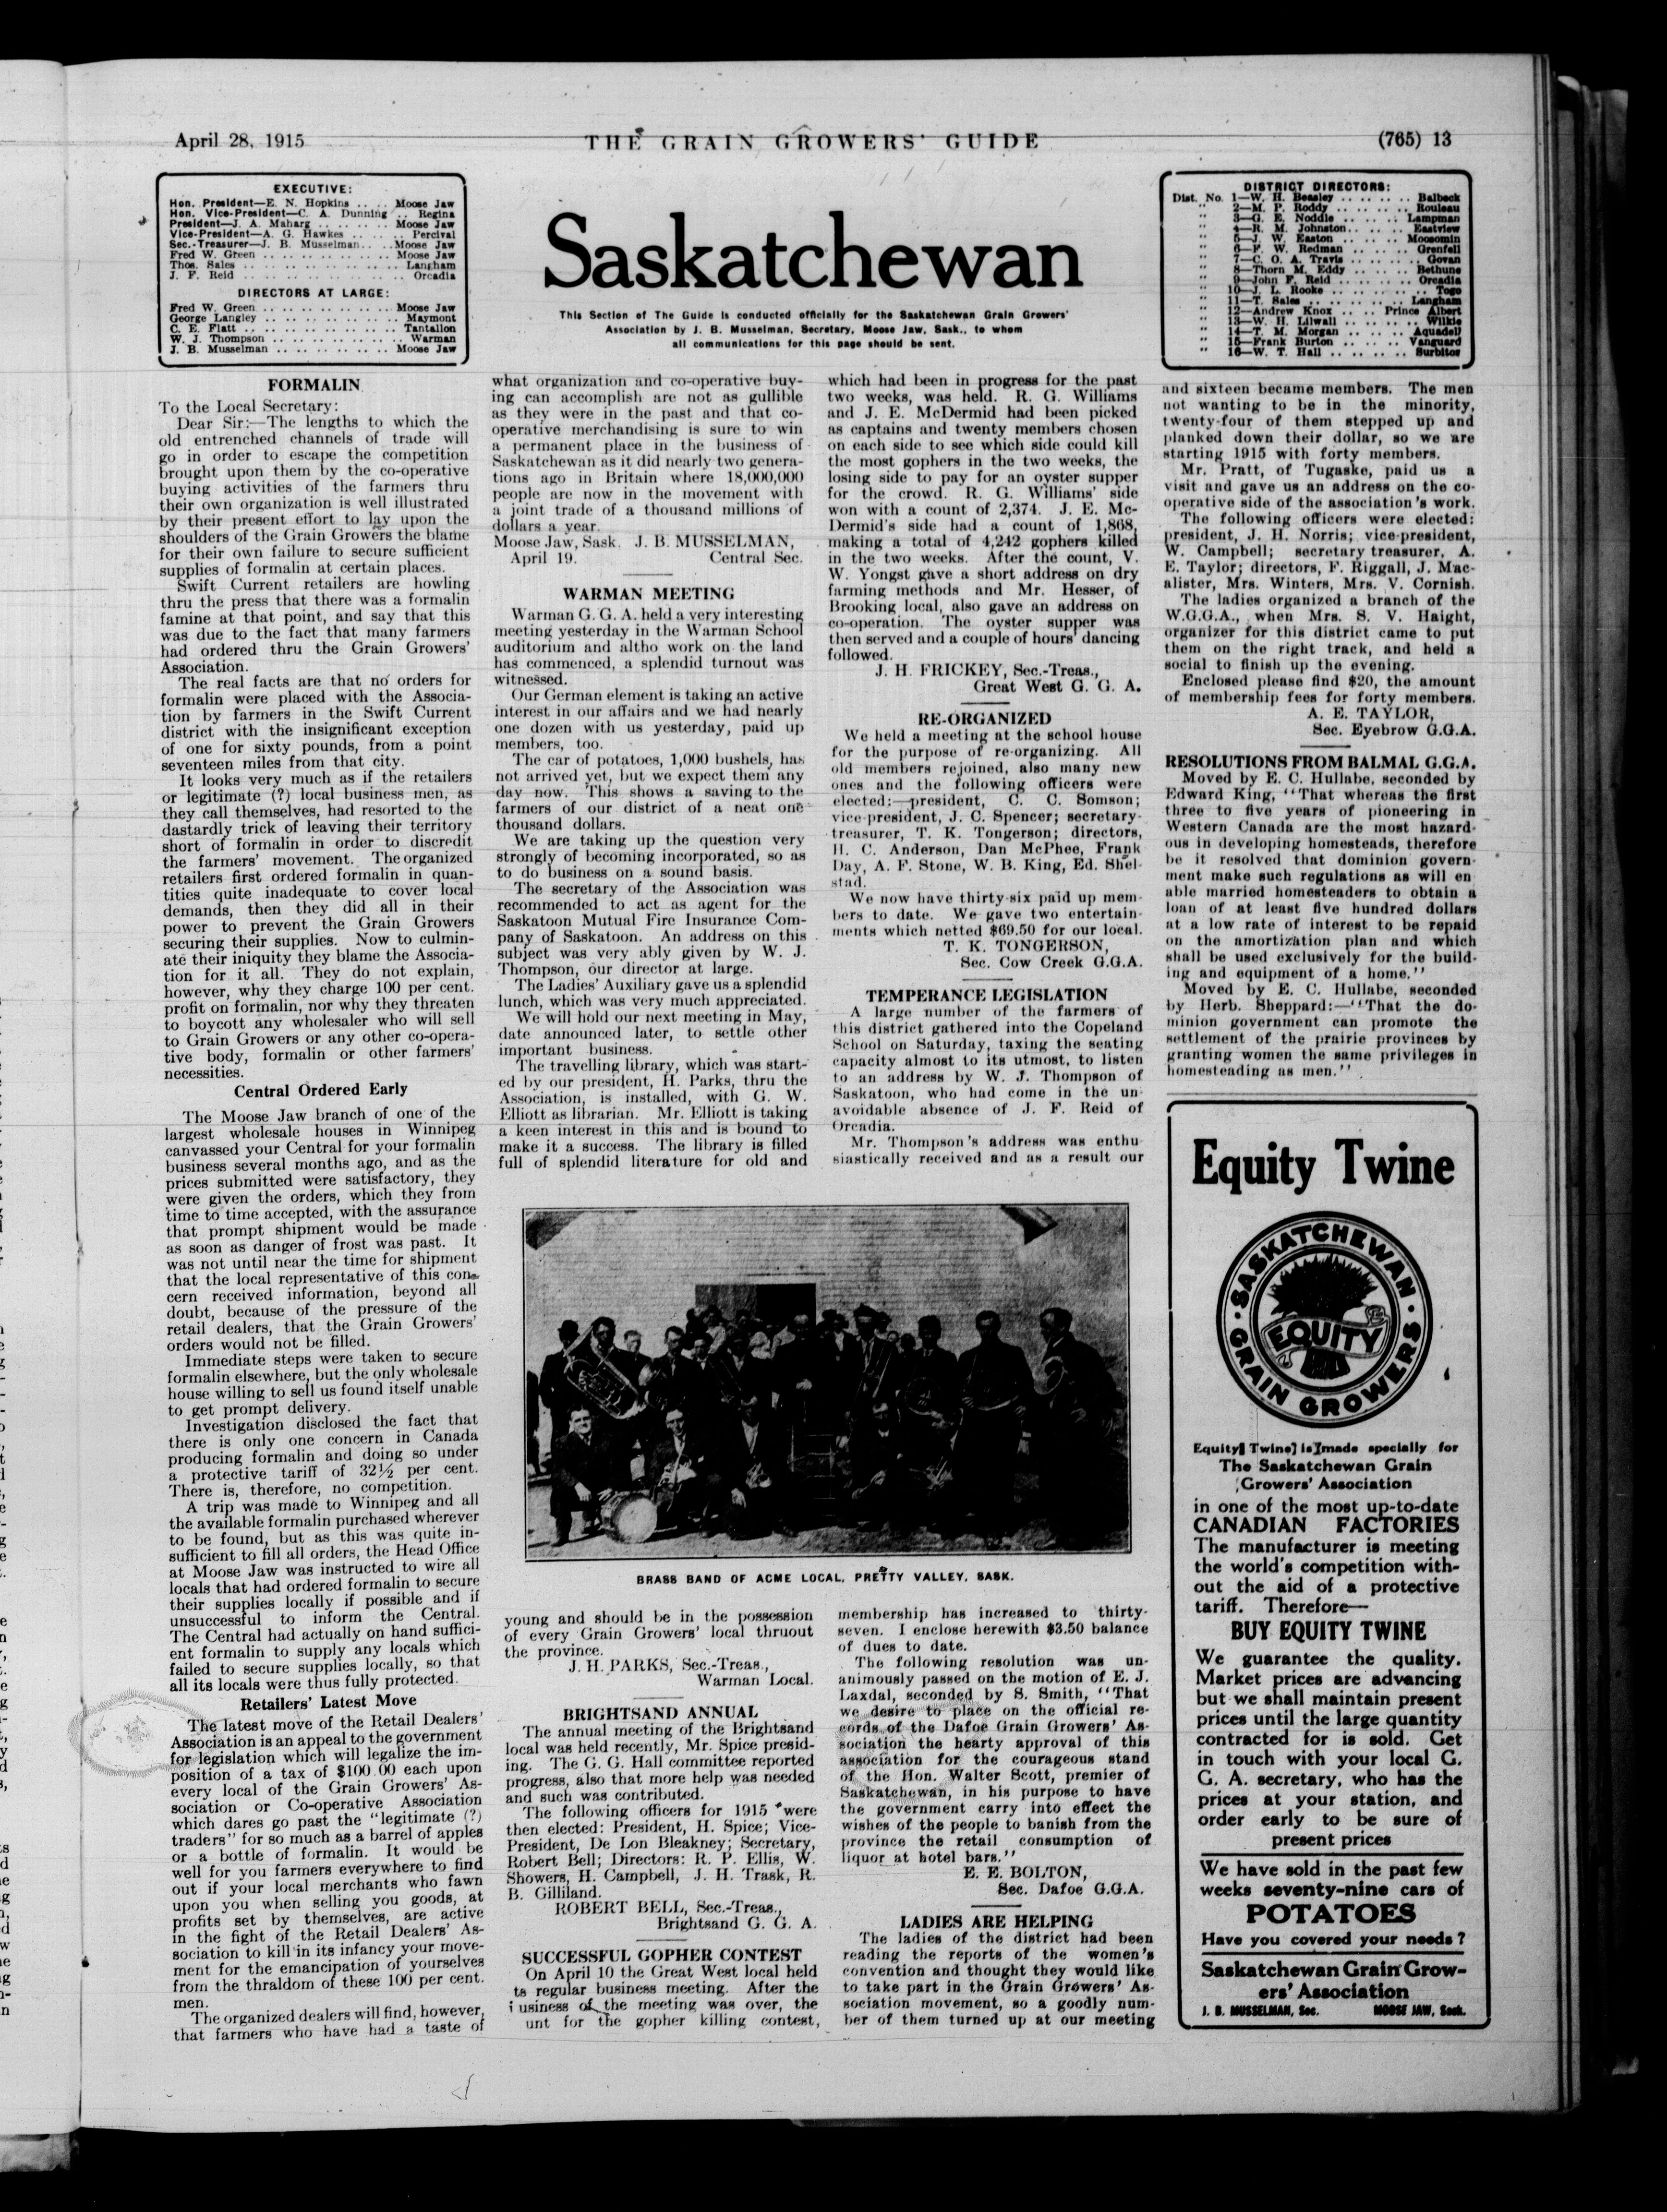 April 28, 1915
THE GRAIN GROWERS' GUIDE
(765) 13
EXECUTIVE:
Hon. President—E. N. Hopkins .. .. Moose Jaw
Hon. Vice-President—C. A. Dunning .. Regina
President—J. A. Maharg .. .. .. .. Moose Jaw
Vice-President—A. G. Hawkes .. .. .. Percival
Sec.-Treasurer—J. B. Musselman.. ..Moose Jaw
Fred W. Green .. .. .. .. .. .. .. Moose Jaw
Thos. Sales .. .. .. .. .. .. .. .. Langham
J. F. Reid .. .. .. .. .. .. .. .. .. Orcadia
DIRECTORS AT LARGE:
Fred W. Green .. .. .. .. .. .. .. Moose Jaw
George Langley .. .. .. .. .. .. .. Maymont
C. E. Flatt .. .. .. .. .. .. .. .. Tantallon
W. J. Thompson .. .. .. .. .. .. .. Warman
J. B. Musselman .. .. .. .. .. .. Moose Jaw
Saskatchewan
This Section of The Guide is conducted officially for the Saskatchewan Grain Growers'
Association by J. B. Musselman, Secretary, Moose Jaw, Sask., to whom
all communications for this page should be sent.
DISTRICT DIRECTORS:
Dist. No. 1—W. H. Beasley .. .. .. .. Balbeck
" 2—M. P. Roddy .. .. .. .. .. Rouleau
" 3—G. E. Noddle .. .. .. .. Lampman
" 4—R. M. Johnston.. .. .. .. Eastview
" 5—J. W. Easton .. .. .. .. Moosomin
" 6—F. W. Redman .. .. .. .. Grenfell
" 7—C. O. A. Travis .. .. .. .. Govan
" 8—Thorn M. Eddy .. .. .. .. Bethune
" 9—John F. Reid .. .. .. .. .. Orcadia
" 10—J. L. Rooke .. .. .. .. .. .. Togo
" 11—T. Sales .. .. .. .. .. .. Langham
" 12—Andrew Knox .. .. .. Prince Albert
" 13—W. H. Lilwall .. .. .. .. .. Wilkie
" 14—T. M. Morgan .. .. .. .. Aquadell
" 15—Frank Burton .. .. .. .. Vanguard
" 16—W. T. Hall .. .. .. .. .. Surbitor
FORMALIN
To the Local Secretary:
Dear Sir:—The lengths to which the
old entrenched channels of trade will
go in order to escape the competition
brought upon them by the co-operative
buying activities of the farmers thru
their own organization is well illustrated
by their present effort to lay upon the
shoulders of the Grain Growers the blame
for their own failure to secure sufficient
supplies of formalin at certain places.
Swift Current retailers are howling
thru the press that there was a formalin
famine at that point, and say that this
was due to the fact that many farmers
had ordered thru the Grain Growers'
Association.
The real facts are that no orders for
formalin were placed with the Associa-
tion by farmers in the Swift Current
district with the insignificant exception
of one for sixty pounds, from a point
seventeen miles from that city.
It looks very much as if the retailers
or legitimate (?) local business men, as
they call themselves, had resorted to the
dastardly trick of leaving their territory
short of formalin in order to discredit
the farmers' movement. The organized
retailers first ordered formalin in quan-
tities quite inadequate to cover local
demands, then they did all in their
power to prevent the Grain Growers
securing their supplies. Now to culmin-
ate their iniquity they blame the Associa-
tion for it all. They do not explain,
however, why they charge 100 per cent.
profit on formalin, nor why they threaten
to boycott any wholesaler who will sell
to Grain Growers or any other co-opera-
tive body, formalin or other farmers'
necessities.
Central Ordered Early
The Moose Jaw branch of one of the
largest wholesale houses in Winnipeg
canvassed your Central for your formalin
business several months ago, and as the
prices submitted were satisfactory, they
were given the orders, which they from
time to time accepted, with the assurance
that prompt shipment would be made
as soon as danger of frost was past. It
was not until near the time for shipment
that the local representative of this con-
cern received information, beyond all
doubt, because of the pressure of the
retail dealers, that the Grain Growers'
orders would not be filled.
Immediate steps were taken to secure
formalin elsewhere, but the only wholesale
house willing to sell us found itself unable
to get prompt delivery.
Investigation disclosed the fact that
there is only one concern in Canada
producing formalin and doing so under
a protective tariff of 32½ per cent.
There is, therefore, no competition.
A trip was made to Winnipeg and all
the available formalin purchased wherever
to be found, but as this was quite in-
sufficient to fill all orders, the Head Office
at Moose Jaw was instructed to wire all
locals that had ordered formalin to secure
their supplies locally if possible and if
unsuccessful to inform the Central.
The Central had actually on hand suffici-
ent formalin to supply any locals which
failed to secure supplies locally, so that
all its locals were thus fully protected.
Retailers' Latest Move
The latest move of the Retail Dealers'
Association is an appeal to the government
for legislation which will legalize the im-
position of a tax of $100.00 each upon
every local of the Grain Growers' As-
sociation or Co-operative Association
which dares go past the "legitimate (?)
traders" for so much as a barrel of apples
or a bottle of formalin. It would be
well for you farmers everywhere to find
out if your local merchants who fawn
upon you when selling you goods, at
profits set by themselves, are active
in the fight of the Retail Dealers' As-
sociation to kill in its infancy your move-
ment for the emancipation of yourselves
from the thraldom of these 100 per cent.
men.
The organized dealers will find, however,
that farmers who have had a taste of
what organization and co-operative buy-
ing can accomplish are not as gullible
as they were in the past and that co-
operative merchandising is sure to win
a permanent place in the business of
Saskatchewan as it did nearly two genera-
tions ago in Britain where 18,000,000
people are now in the movement with
a joint trade of a thousand millions of
dollars a year.
Moose Jaw, Sask. J. B. MUSSELMAN,
April 19. Central Sec.
WARMAN MEETING
Warman G. G. A. held a very interesting
meeting yesterday in the Warman School
auditorium and altho work on the land
has commenced, a splendid turnout was
witnessed.
Our German element is taking an active
interest in our affairs and we had nearly
one dozen with us yesterday, paid up
members, too.
The car of potatoes, 1,000 bushels, has
not arrived yet, but we expect them any
day now. This shows a saving to the
farmers of our district of a neat one
thousand dollars.
We are taking up the question very
strongly of becoming incorporated, so as
to do business on a sound basis.
The secretary of the Association was
recommended to act as agent for the
Saskatoon Mutual Fire Insurance Com-
pany of Saskatoon. An address on this
subject was very ably given by W. J.
Thompson, our director at large.
The Ladies' Auxiliary gave us a splendid
lunch, which was very much appreciated.
We will hold our next meeting in May,
date announced later, to settle other
important business.
The travelling library, which was start-
ed by our president, H. Parks, thru the
Association, is installed, with G. W.
Elliott as librarian. Mr. Elliott is taking
a keen interest in this and is bound to
make it a success. The library is filled
full of splendid literature for old and
which had been in progress for the past
two weeks, was held. R. G. Williams
and J. E. McDermid had been picked
as captains and twenty members chosen
on each side to see which side could kill
the most gophers in the two weeks, the
losing side to pay for an oyster supper
for the crowd. R. G. Williams' side
won with a count of 2,374. J. E. Mc-
Dermid's side had a count of 1,868,
making a total of 4,242 gophers killed
in the two weeks. After the count, V.
W. Yongst gave a short address on dry
farming methods and Mr. Hesser, of
Brooking local, also gave an address on
co-operation. The oyster supper was
then served and a couple of hours' dancing
followed.
J. H. FRICKEY, Sec.-Treas.,
Great West G. G. A.
RE-ORGANIZED
We held a meeting at the school house
for the purpose of re-organizing. All
old members rejoined, also many new
ones and the following officers were
elected:—president, C. C. Somson;
vice-president, J. C. Spencer; secretary-
treasurer, T. K. Tongerson; directors,
H. C. Anderson, Dan McPhee, Frank
Day, A. F. Stone, W. B. King, Ed. Shel-
stad.
We now have thirty-six paid up mem-
bers to date. We gave two entertain-
ments which netted $69.50 for our local.
T. K. TONGERSON,
Sec. Cow Creek G.G.A.
TEMPERANCE LEGISLATION
A large number of the farmers of
this district gathered into the Copeland
School on Saturday, taxing the seating
capacity almost to its utmost, to listen
to an address by W. J. Thompson of
Saskatoon, who had come in the un-
avoidable absence of J. F. Reid of
Orcadia.
Mr. Thompson's address was enthu
siastically received and as a result our
and sixteen became members. The men
not wanting to be in the minority,
twenty-four of them stepped up and
planked down their dollar, so we are
starting 1915 with forty members.
Mr. Pratt, of Tugaske, paid us a
visit and gave us an address on the co-
operative side of the association's work.
The following officers were elected:
president, J. H. Norris; vice-president,
W. Campbell; secretary treasurer, A.
E. Taylor; directors, F. Riggall, J. Mac-
alister, Mrs. Winters, Mrs. V. Cornish.
The ladies organized a branch of the
W.G.G.A., when Mrs. S. V. Haight,
organizer for this district came to put
them on the right track, and held a
social to finish up the evening.
Enclosed please find $20, the amount
of membership fees for forty members.
A. E. TAYLOR,
Sec. Eyebrow G.G.A.
RESOLUTIONS FROM BALMAL G.G.A.
Moved by E. C. Hullabe, seconded by
Edward King, "That whereas the first
three to five years of pioneering in
Western Canada are the most hazard-
ous in developing homesteads, therefore
be it resolved that dominion govern-
ment make such regulations as will en
able married homesteaders to obtain a
loan of at least five hundred dollars
at a low rate of interest to be repaid
on the amortization plan and which
shall be used exclusively for the build-
ing and equipment of a home."
Moved by E. C. Hullabe, seconded
by Herb. Sheppard:—"That the do-
minion government can promote the
settlement of the prairie provinces by
granting women the same privileges in
homesteading as men."
BRASS BAND OF ACME LOCAL, PRETTY VALLEY, SASK.
young and should be in the possession
of every Grain Growers' local thruout
the province.
J. H. PARKS, Sec.-Treas.,
Warman Local.
BRIGHTSAND ANNUAL
The annual meeting of the Brightsand
local was held recently, Mr. Spice presid-
ing. The G. G. Hall committee reported
progress, also that more help was needed
and such was contributed.
The following officers for 1915 were
then elected: President, H. Spice; Vice-
President, De Lon Bleakney; Secretary,
Robert Bell; Directors: R. P. Ellis, W.
Showers, H. Campbell, J. H. Trask, R.
B. Gilliland.
ROBERT BELL, Sec.-Treas.,
Brightsand G. G. A.
SUCCESSFUL GOPHER CONTEST
On April 10 the Great West local held
ts regular business meeting. After the
usiness of the meeting was over, the
unt for the gopher killing contest,
membership has increased to thirty-
seven. I enclose herewith $3.50 balance
of dues to date.
The following resolution was un-
animously passed on the motion of E. J.
Laxdal, seconded by S. Smith, "That
we desire to place on the official re-
cords of the Dafoe Grain Growers' As-
sociation the hearty approval of this
association for the courageous stand
of the Hon. Walter Scott, premier of
Saskatchewan, in his purpose to have
the government carry into effect the
wishes of the people to banish from the
province the retail consumption of
liquor at hotel bars."
E. E. BOLTON,
Sec. Dafoe G.G.A.
LADIES ARE HELPING
The ladies of the district had been
reading the reports of the women's
convention and thought they would like
to take part in the Grain Growers' As-
sociation movement, so a goodly num-
ber of them turned up at our meeting
Equity Twine
SASKATCHEWAN
EQUITY
GRAIN GROWERS
Equity Twine is made specially for
The Saskatchewan Grain
Growers' Association
in one of the most up-to-date
CANADIAN FACTORIES
The manufacturer is meeting
the world's competition with-
out the aid of a protective
tariff. Therefore—
BUY EQUITY TWINE
We guarantee the quality.
Market prices are advancing
but we shall maintain present
prices until the large quantity
contracted for is sold. Get
in touch with your local G.
G. A. secretary, who has the
prices at your station, and
order early to be sure of
present prices
We have sold in the past few
weeks seventy-nine cars of
POTATOES
Have you covered your needs?
Saskatchewan Grain Grow-
ers' Association
J. B. MUSSELMAN, Sec. MOOSE JAW, Sask.